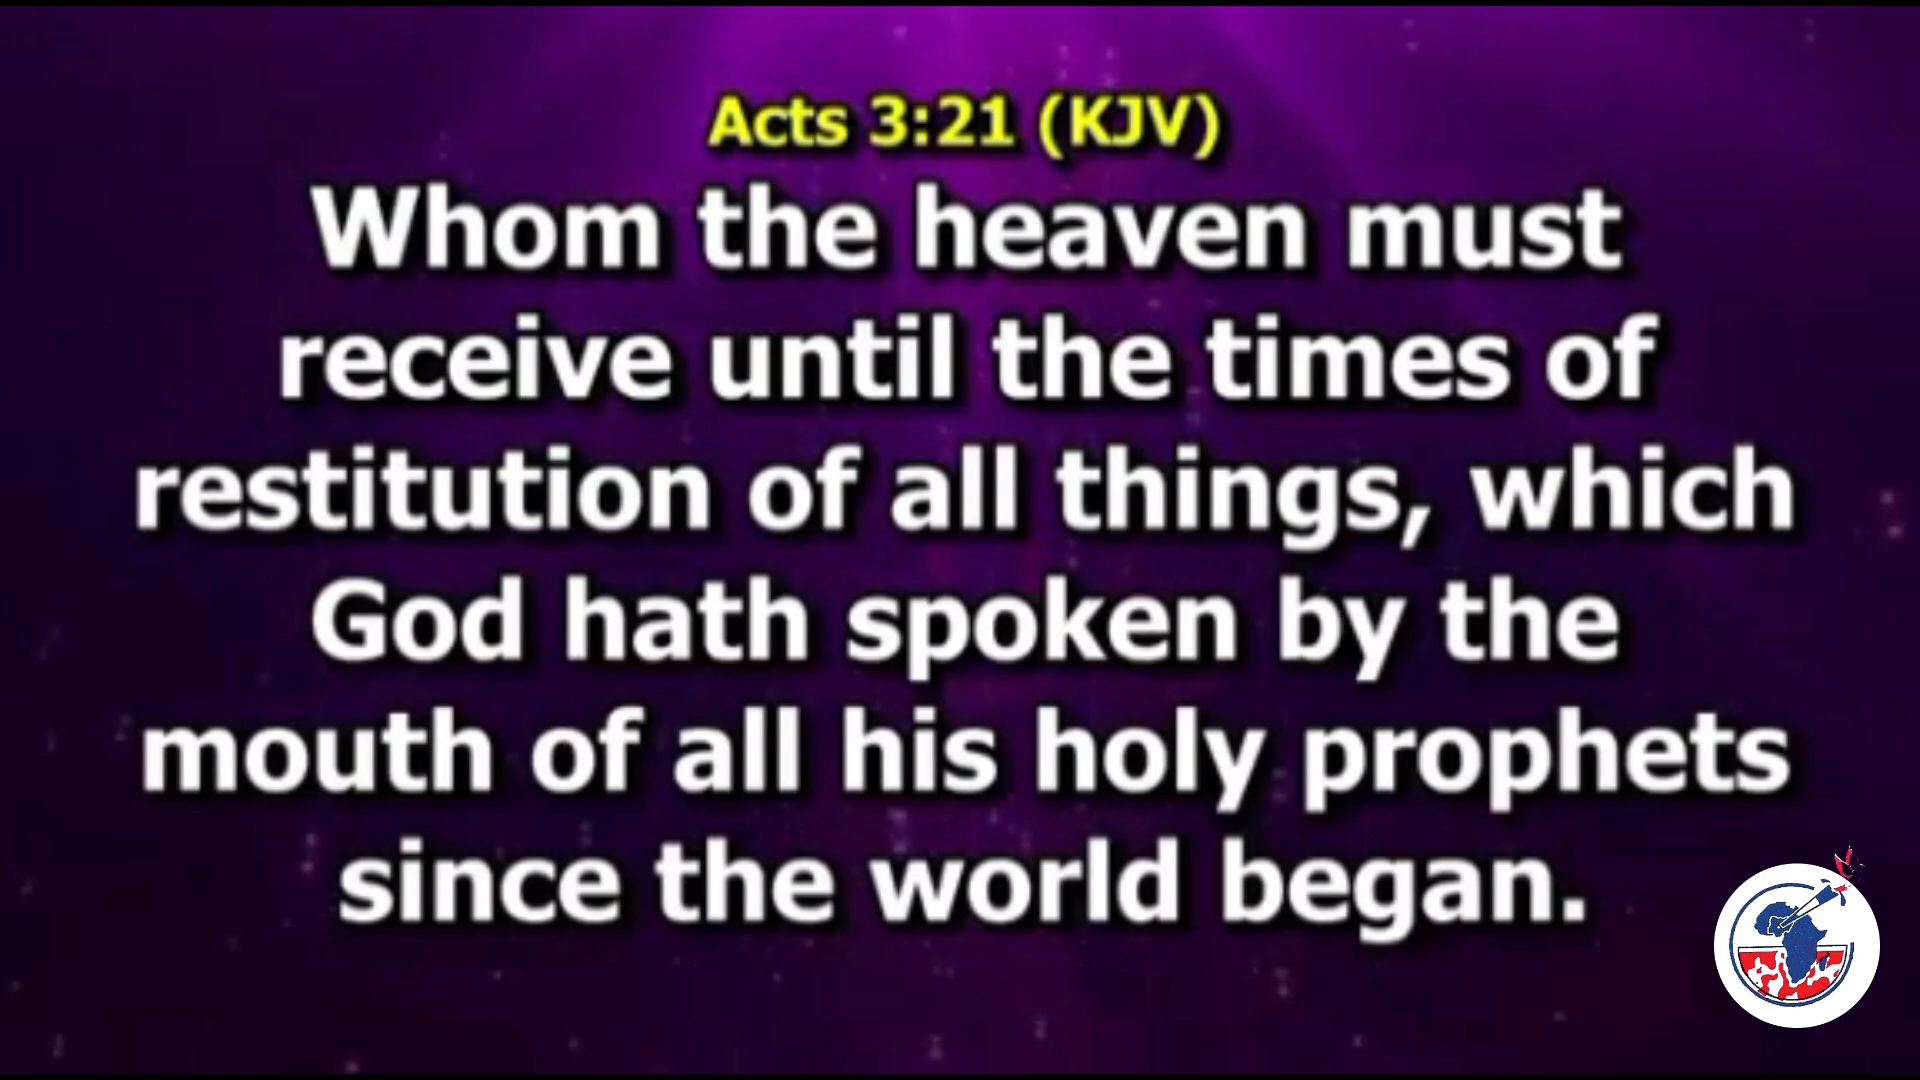 Acts 3:21 (KJV)
Whom the heaven must
receive until the times of
restitution of all things, which
God hath spoken by the
mouth of all his holy prophets
since the world began.